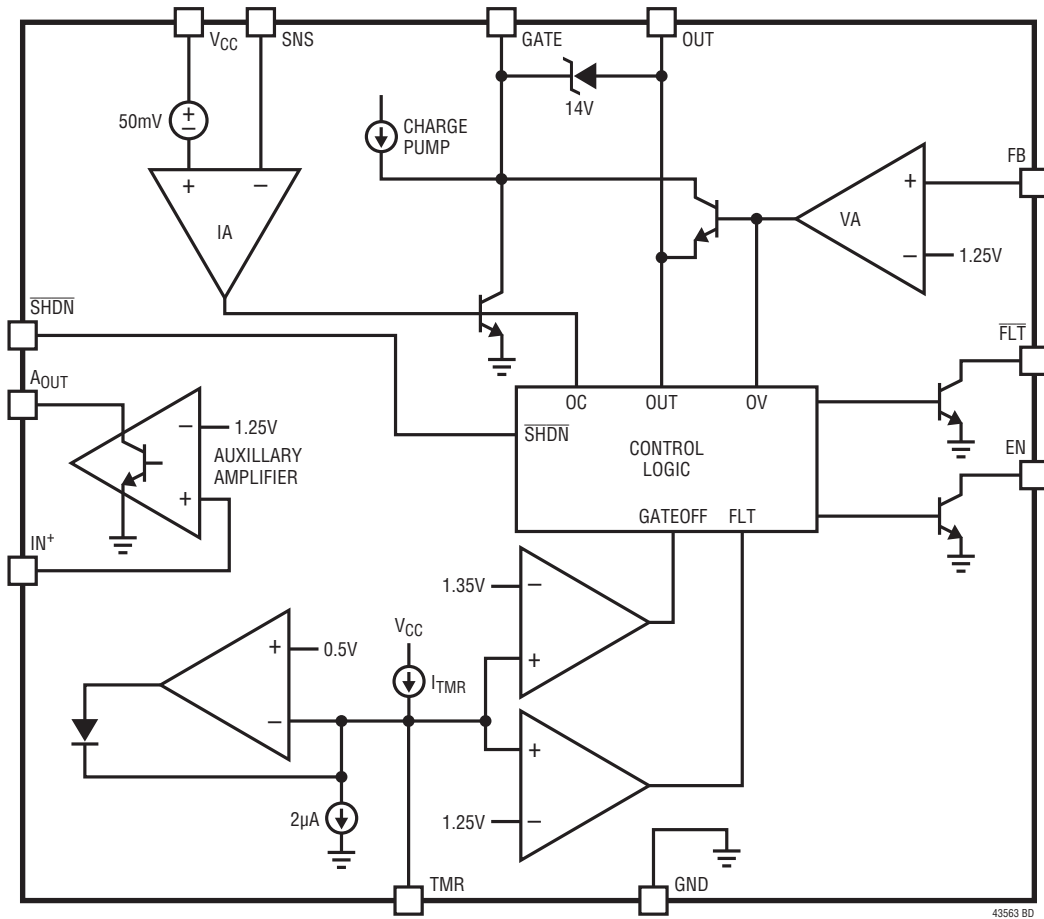 VCC
SNS
GATE
OUT
14V
50mV
+
−
CHARGE
PUMP
FB
+
−
IA
+
VA
−
1.25V
SHDN
FLT
AOUT
OC
OUT
OV
−
1.25V
SHDN
AUXILLARY
AMPLIFIER
CONTROL
LOGIC
EN
+
GATEOFF
FLT
IN+
1.35V
−
VCC
+
0.5V
+
ITMR
−
+
2µA
1.25V
−
TMR
GND
43563 BD